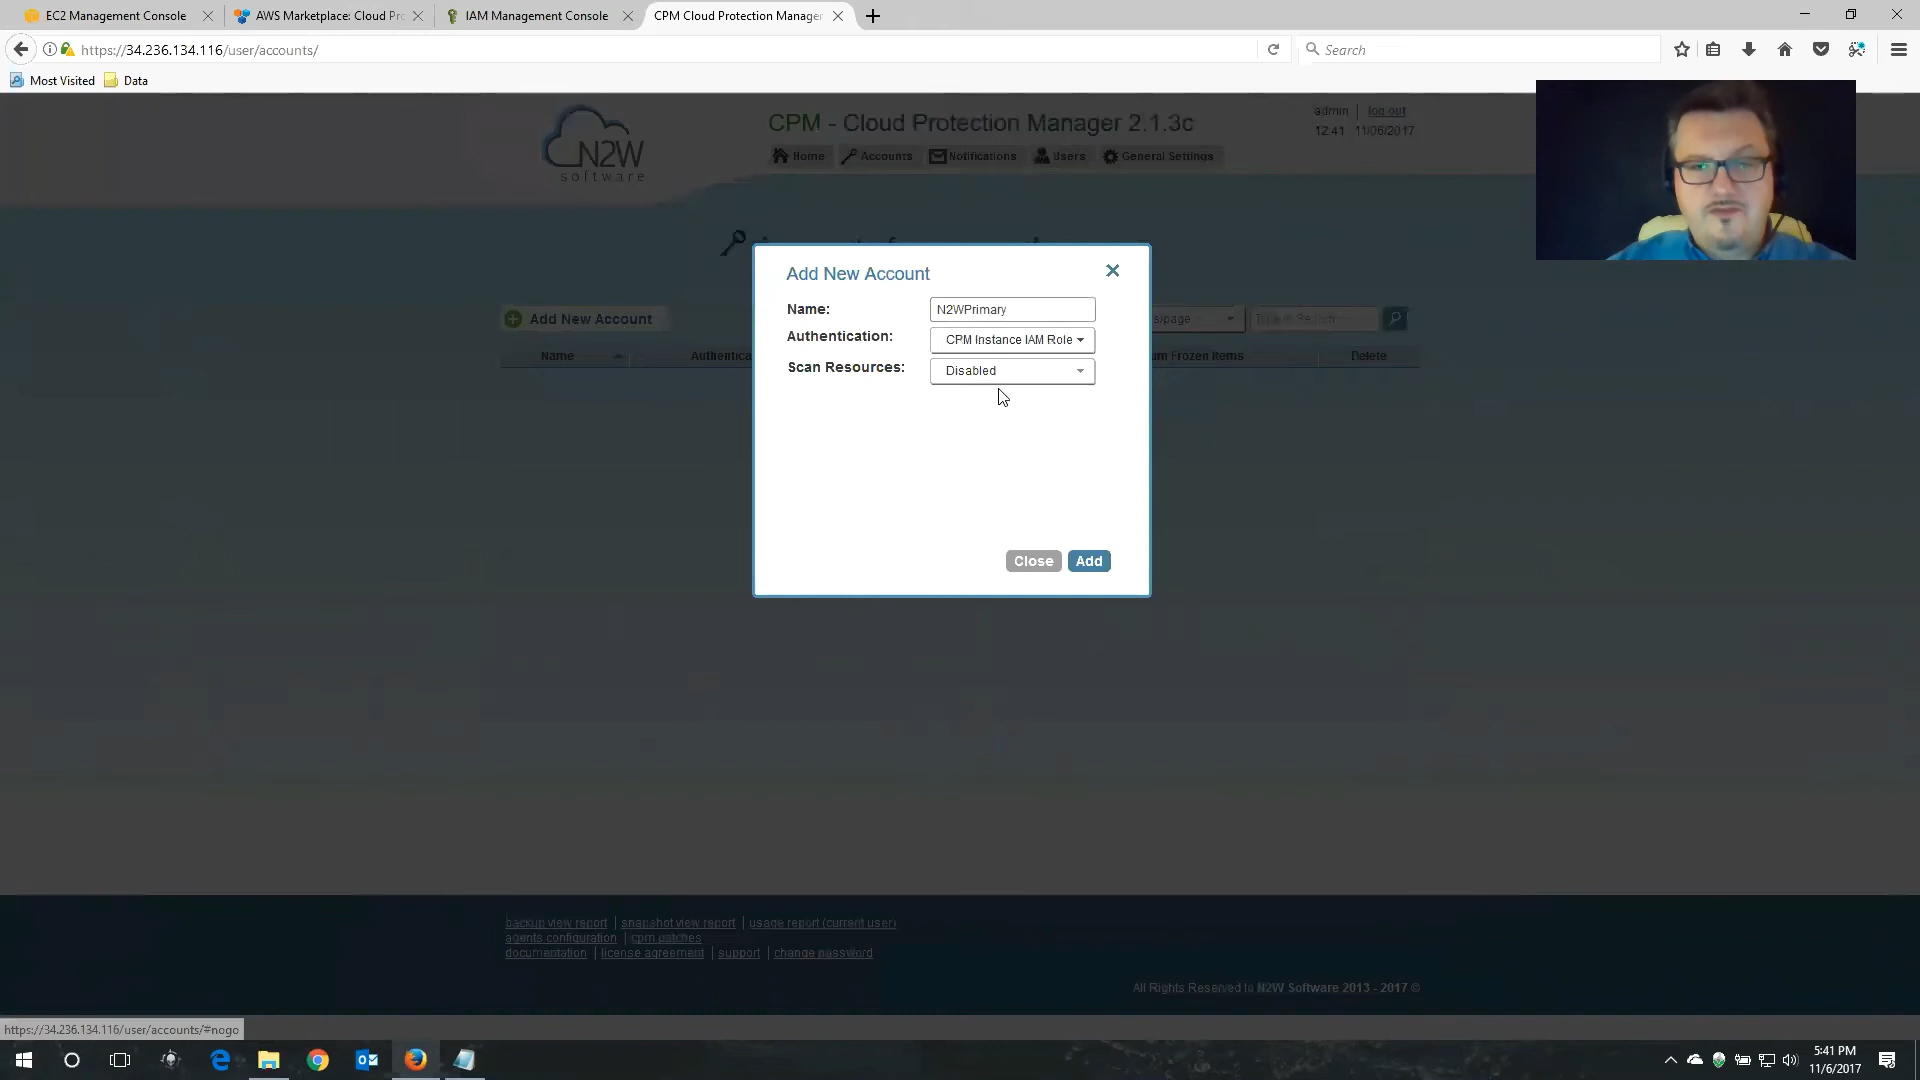 EC2 Management Console
AWS Marketplace: Cloud Pro
IAM Management Console
CPM Cloud Protection Manager
https://34.236.134.116/user/accounts/
Search
Most Visited
Data
N2W
software
CPM - Cloud Protection Manager 2.1.3c
admin
log out
12:41 11/06/2017
Home
Accounts
Notifications
Users
General Settings
Add New Account
Name:
N2WPrimary
Authentication:
CPM Instance IAM Role
Scan Resources:
Disabled
Close
Add
Add New Account
s/page
Name
Authentica
um Frozen Items
Delete
backup view report
snapshot view report
usage report (current user)
agents configuration
cpm patches
documentation
license agreement
support
change password
All Rights Reserved to N2W Software 2013 - 2017 ©
https://34.236.134.116/user/accounts/#nogo
5:41 PM
11/6/2017